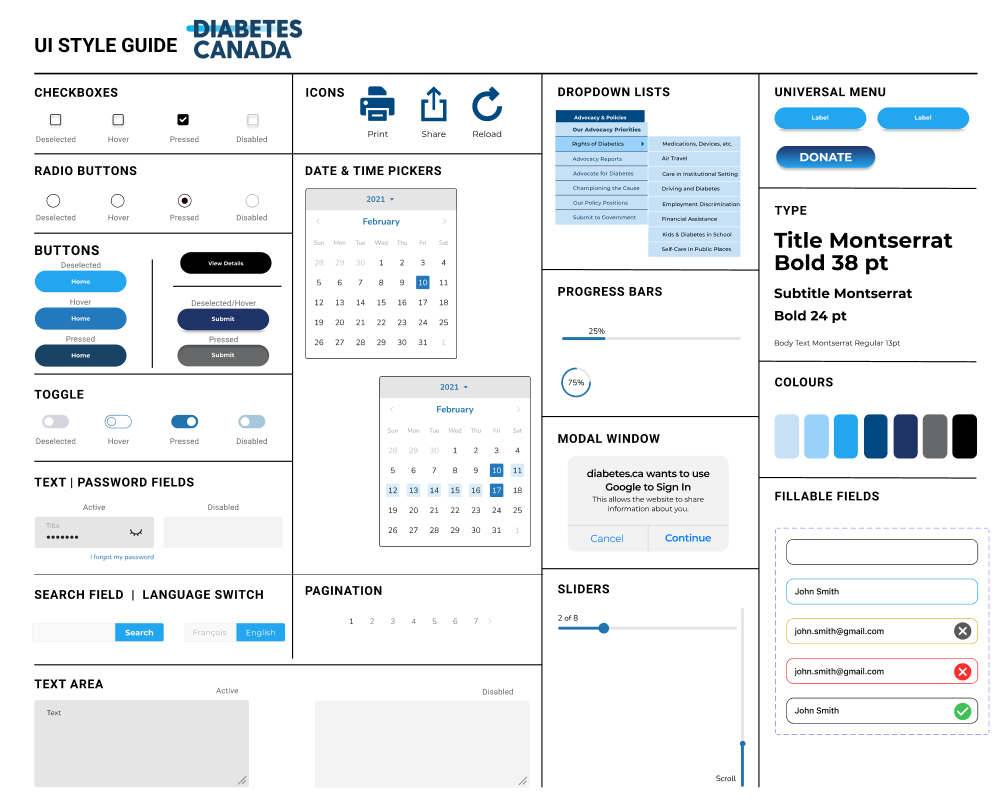 UI STYLE GUIDE
DIABETES
CANADA
CHECKBOXES
Deselected Hover Pressed Disabled
RADIO BUTTONS
Deselected Hover Pressed Disabled
BUTTONS
Deselected
Home
Hover
Home
Pressed
Home
View Details
Deselected/Hover
Submit
Pressed
Submit
TOGGLE
Deselected Hover Pressed Disabled
TEXT | PASSWORD FIELDS
Active Disabled
Title
•••••••
I forgot my password
SEARCH FIELD | LANGUAGE SWITCH
Search Français English
TEXT AREA
Active
Disabled
Text
ICONS
Print Share Reload
DATE & TIME PICKERS
2021
< February >
Sun Mon Tue Wed Thu Fri Sat
28 29 30 1 2 3 4
5 6 7 8 9 10 11
12 13 14 15 16 17 18
19 20 21 22 23 24 25
26 27 28 29 30 31 1
2021
< February >
Sun Mon Tue Wed Thu Fri Sat
28 29 30 1 2 3 4
5 6 7 8 9 10 11
12 13 14 15 16 17 18
19 20 21 22 23 24 25
26 27 28 29 30 31 1
PAGINATION
1 2 3 4 5 6 7 >
DROPDOWN LISTS
Advocacy & Policies
Our Advocacy Priorities
Rights of Diabetics
Advocacy Reports
Advocate for Diabetes
Championing the Cause
Our Policy Positions
Submit to Government
Medications, Devices, etc.
Air Travel
Care in Institutional Setting
Driving and Diabetes
Employment Discrimination
Financial Assistance
Kids & Diabetes in School
Self-Care in Public Places
PROGRESS BARS
25%
75%
MODAL WINDOW
diabetes.ca wants to use
Google to Sign In
This allows the website to share
information about you.
Cancel Continue
SLIDERS
2 of 8
Scroll
UNIVERSAL MENU
Label Label
DONATE
TYPE
Title Montserrat
Bold 38 pt
Subtitle Montserrat
Bold 24 pt
Body Text Montserrat Regular 13pt
COLOURS
FILLABLE FIELDS
John Smith
john.smith@gmail.com
john.smith@gmail.com
John Smith